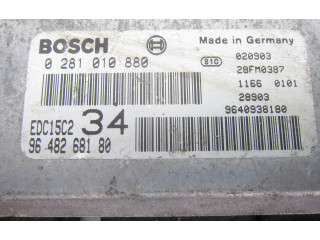 BOSCH
Made in Germany
0 281 010 880
810
020903
28FM0387
1166 0101
28903
EDC15C2 34
96 482 681 80
9640938180